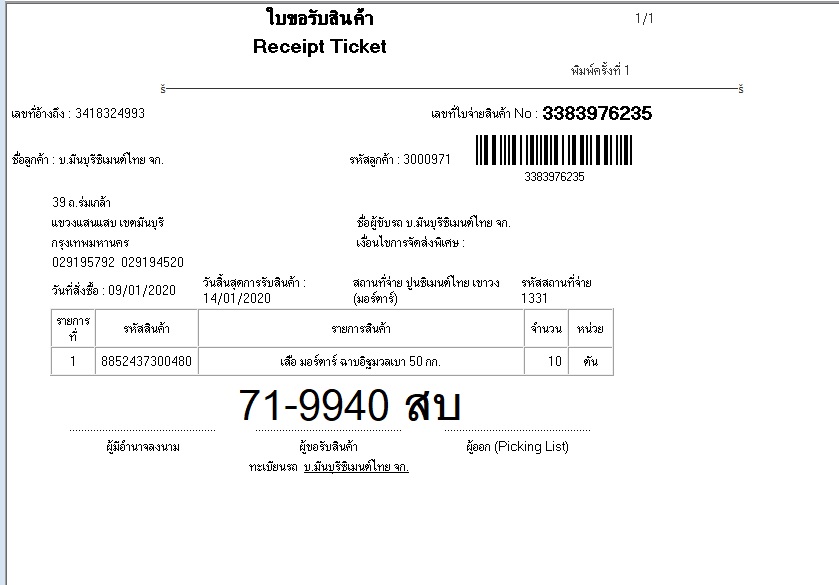 ใบขอรับสินค้า 1/1
Receipt Ticket
พิมพ์ครั้งที่ 1
เลขที่อ้างถึง : 3418324993 เลขที่ใบจ่ายสินค้า No : 3383976235
ชื่อลูกค้า : บ.มีนบุรีซิเมนต์ไทย จก. รหัสลูกค้า : 3000971
3383976235
39 ถ.ร่มเกล้า
แขวงแสนแสบ เขตมีนบุรี ชื่อผู้ขับรถ บ.มีนบุรีซิเมนต์ไทย จก.
กรุงเทพมหานคร เงื่อนไขการจัดส่งพิเศษ :
029195792 029194520
วันที่สั่งซื้อ : 09/01/2020 วันสิ้นสุดการรับสินค้า : 14/01/2020 สถานที่จ่าย ปูนซิเมนต์ไทย เขาวง (มอร์ตาร์) รหัสสถานที่จ่าย 1331
รายการที่ รหัสสินค้า รายการสินค้า จำนวน หน่วย
1 8852437300480 เสือ มอร์ตาร์ ฉาบอิฐมวลเบา 50 กก. 10 ตัน
71-9940 สบ
ผู้มีอำนาจลงนาม ผู้ขอรับสินค้า ผู้ออก (Picking List)
ทะเบียนรถ บ.มีนบุรีซิเมนต์ไทย จก.